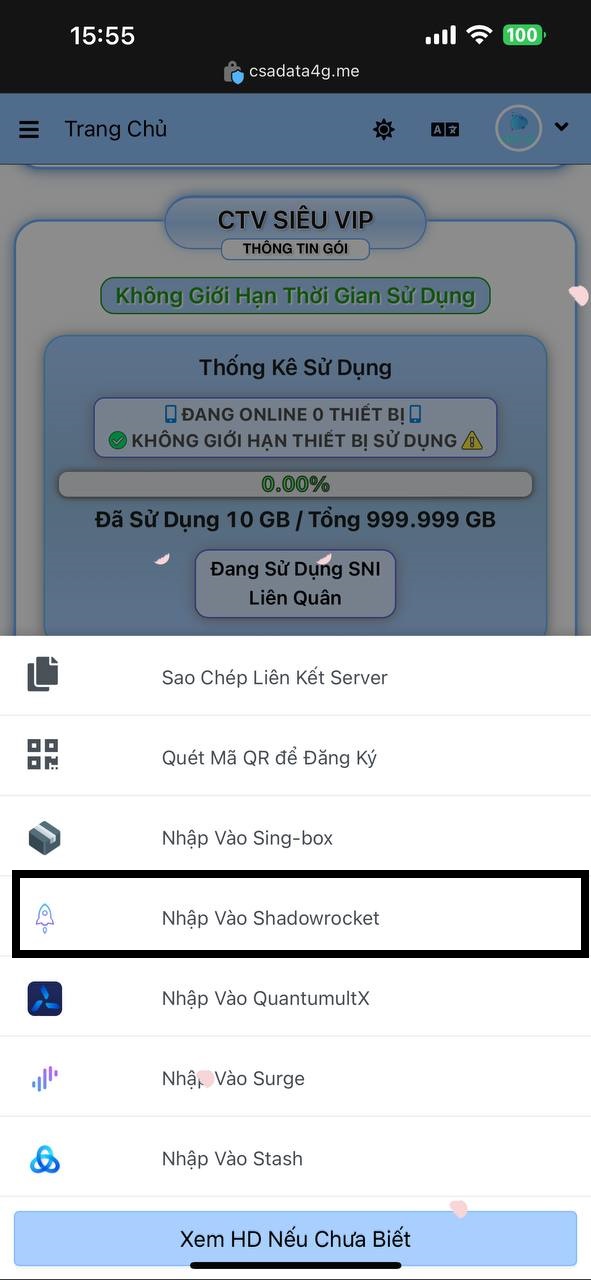 15:55
100
csadata4g.me
Trang Chủ
CTV SIÊU VIP
THÔNG TIN GÓI
Không Giới Hạn Thời Gian Sử Dụng
Thống Kê Sử Dụng
ĐANG ONLINE 0 THIẾT BỊ
KHÔNG GIỚI HẠN THIẾT BỊ SỬ DỤNG
0.00%
Đã Sử Dụng 10 GB / Tổng 999.999 GB
Đang Sử Dụng SNI
Liên Quân
Sao Chép Liên Kết Server
Quét Mã QR để Đăng Ký
Nhập Vào Sing-box
Nhập Vào Shadowrocket
Nhập Vào QuantumultX
Nhập Vào Surge
Nhập Vào Stash
Xem HD Nếu Chưa Biết